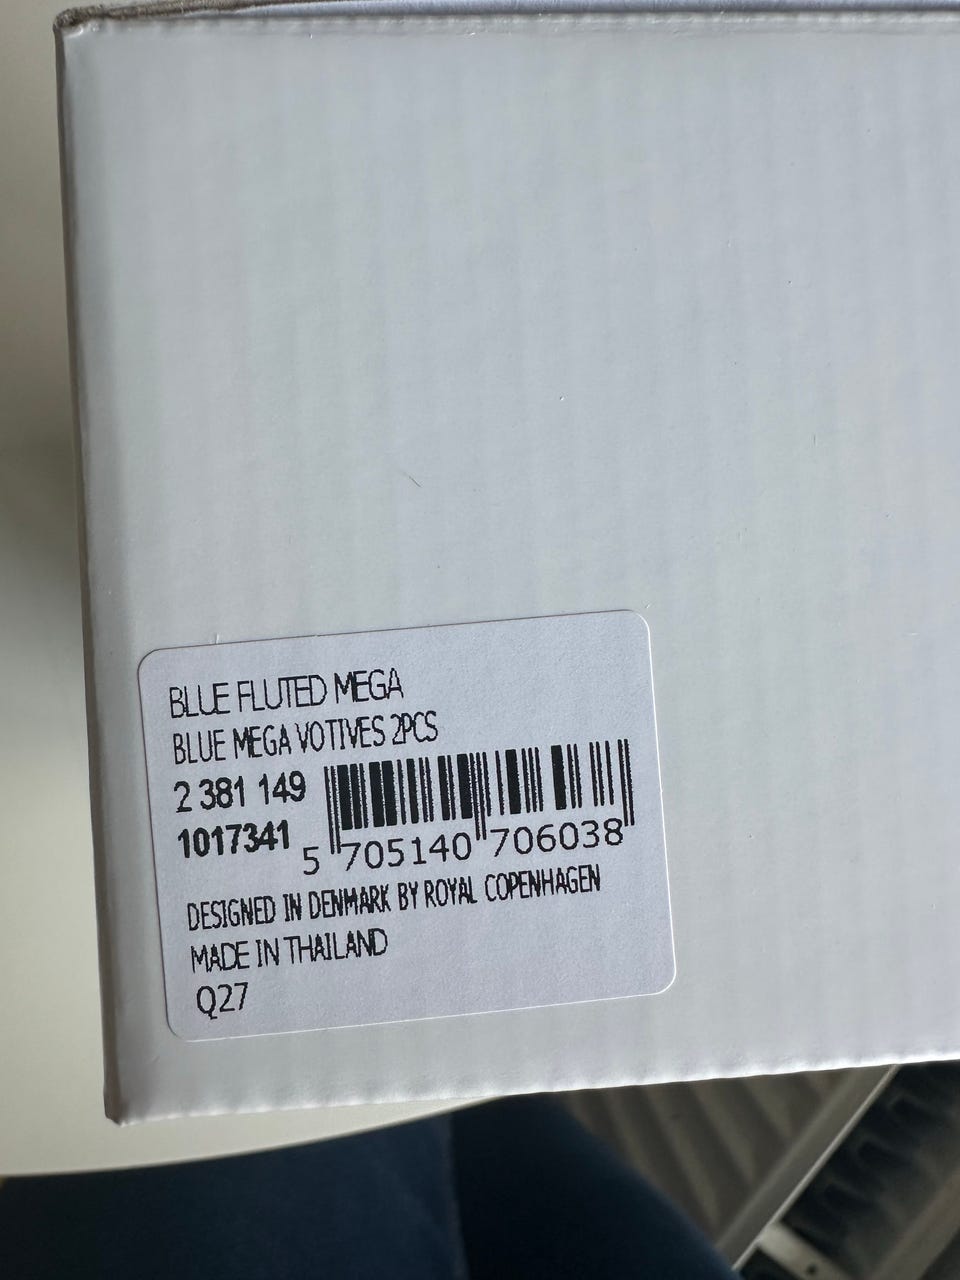 BLUE FLUTED MEGA
BLUE MEGA VOTIVES 2PCS
2 381 149
1017341
5 705140 706038
DESIGNED IN DENMARK BY ROYAL COPENHAGEN
MADE IN THAILAND
Q27